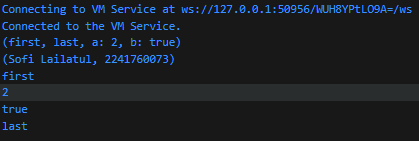 Connecting to VM Service at ws://127.0.0.1:50956/WUH8YPtLO9A=/ws
Connected to the VM Service.
(first, last, a: 2, b: true)
(Sofi Lailatul, 2241760073)
first
2
true
last